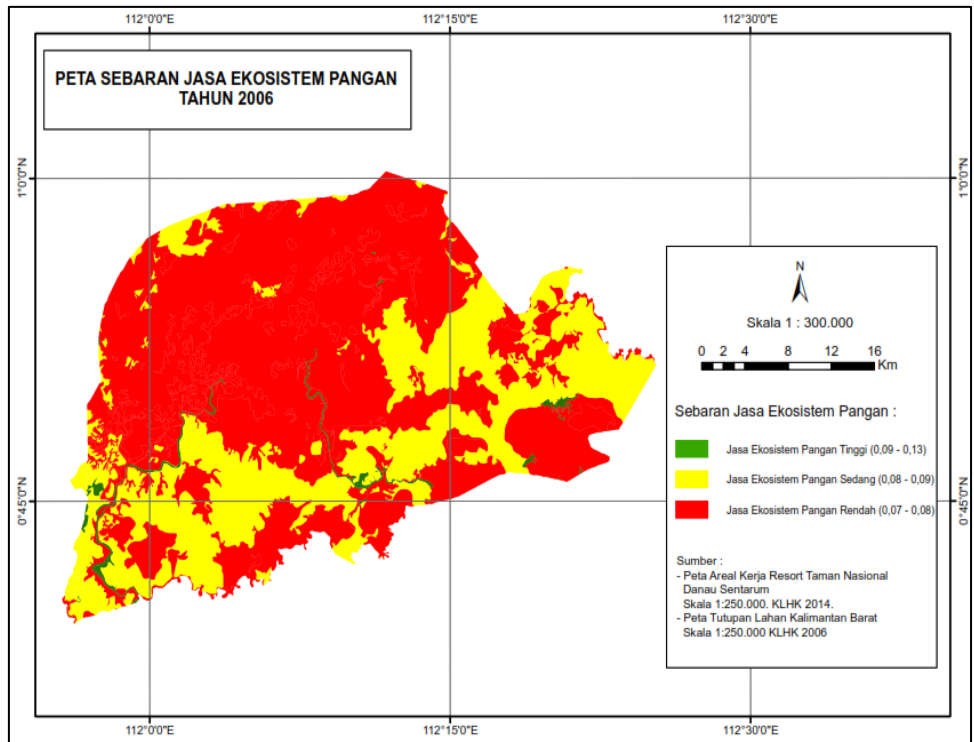 112°0'0"E 112°15'0"E 112°30'0"E
PETA SEBARAN JASA EKOSISTEM PANGAN
TAHUN 2006
1°0'0"N 1°0'0"N
N
Skala 1 : 300.000
0 2 4 8 12 16
Km
Sebaran Jasa Ekosistem Pangan :
Jasa Ekosistem Pangan Tinggi (0,09 - 0,13)
Jasa Ekosistem Pangan Sedang (0,08 - 0,09)
Jasa Ekosistem Pangan Rendah (0,07 - 0,08)
0°45'0"N 0°45'0"N
Sumber :
- Peta Areal Kerja Resort Taman Nasional
Danau Sentarum
Skala 1:250.000. KLHK 2014.
- Peta Tutupan Lahan Kalimantan Barat
Skala 1:250.000 KLHK 2006
112°0'0"E 112°15'0"E 112°30'0"E